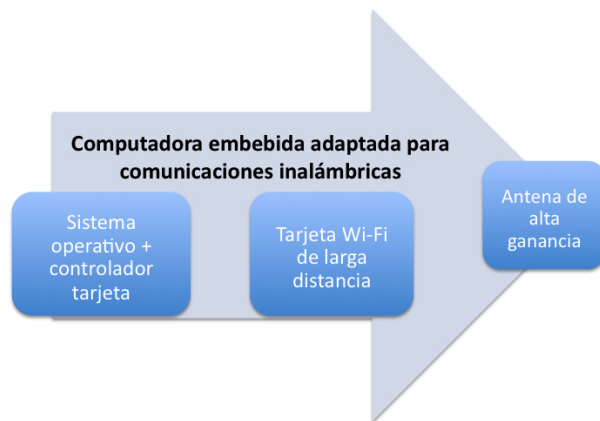 Computadora embebida adaptada para
comunicaciones inalámbricas
Sistema
operativo +
controlador
tarjeta
Tarjeta Wi-Fi
de larga
distancia
Antena de
alta
ganancia